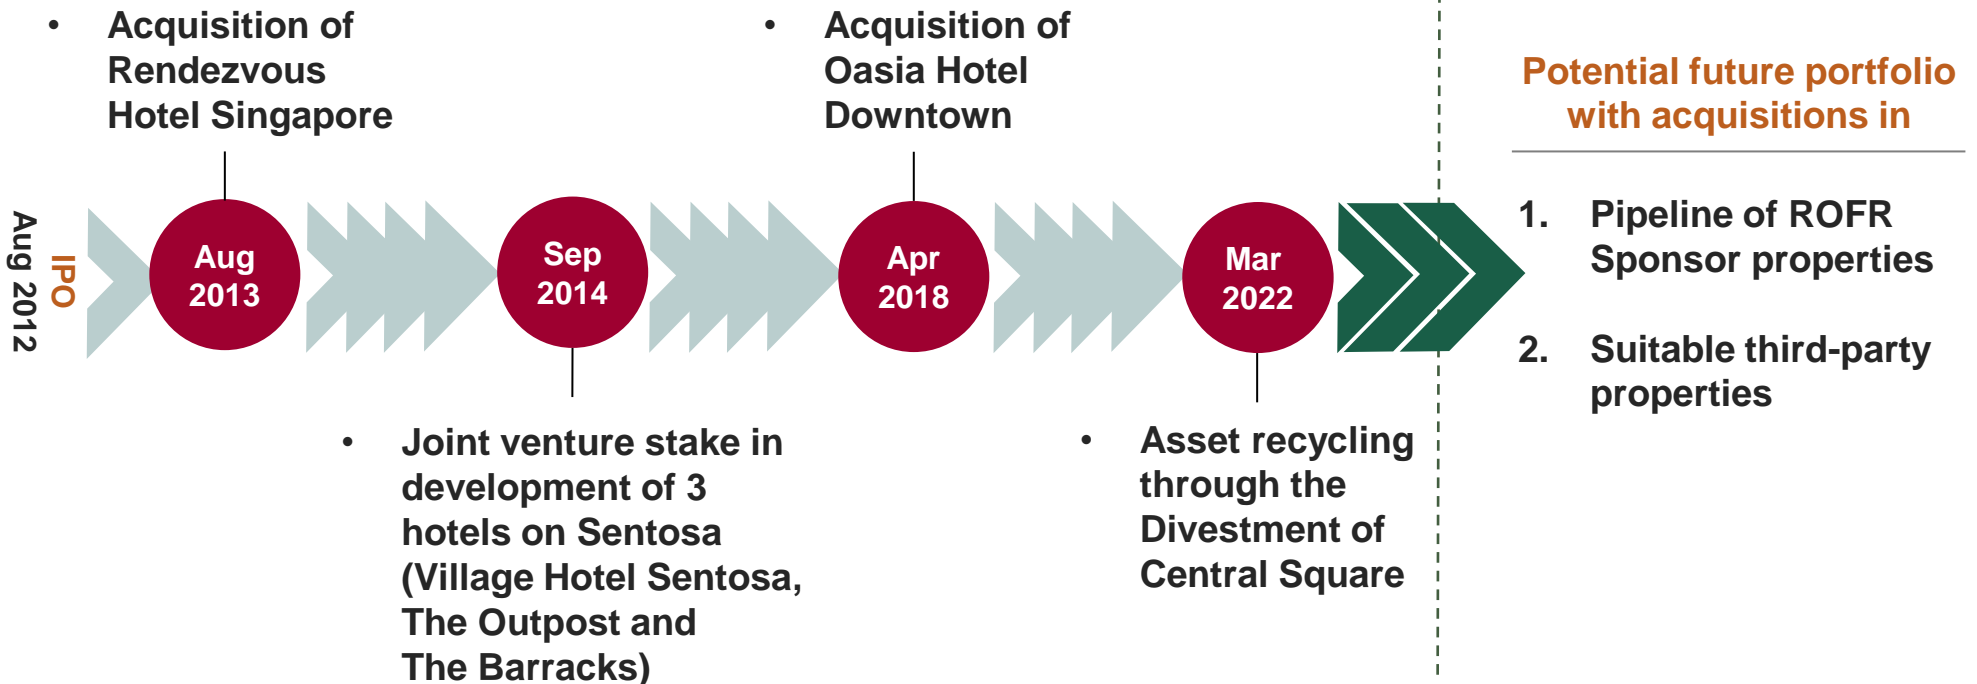 • Acquisition of
Rendezvous
Hotel Singapore
• Acquisition of
Oasia Hotel
Downtown
IPO
Aug 2012
Aug
2013
Sep
2014
Apr
2018
Mar
2022
• Joint venture stake in
development of 3
hotels on Sentosa
(Village Hotel Sentosa,
The Outpost and
The Barracks)
• Asset recycling
through the
Divestment of
Central Square
Potential future portfolio
with acquisitions in
1. Pipeline of ROFR
Sponsor properties
2. Suitable third-party
properties